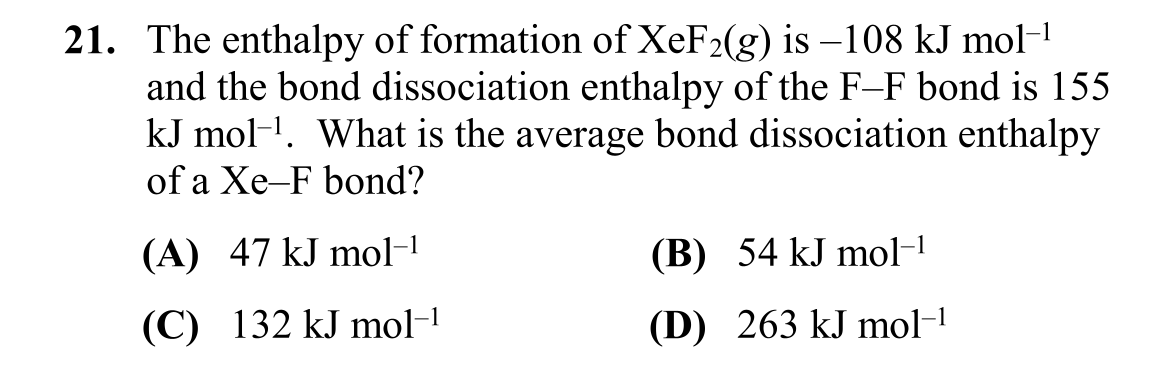 21. The enthalpy of formation of XeF₂(g) is –108 kJ mol⁻¹
and the bond dissociation enthalpy of the F–F bond is 155
kJ mol⁻¹. What is the average bond dissociation enthalpy
of a Xe–F bond?
(A) 47 kJ mol⁻¹ (B) 54 kJ mol⁻¹
(C) 132 kJ mol⁻¹ (D) 263 kJ mol⁻¹